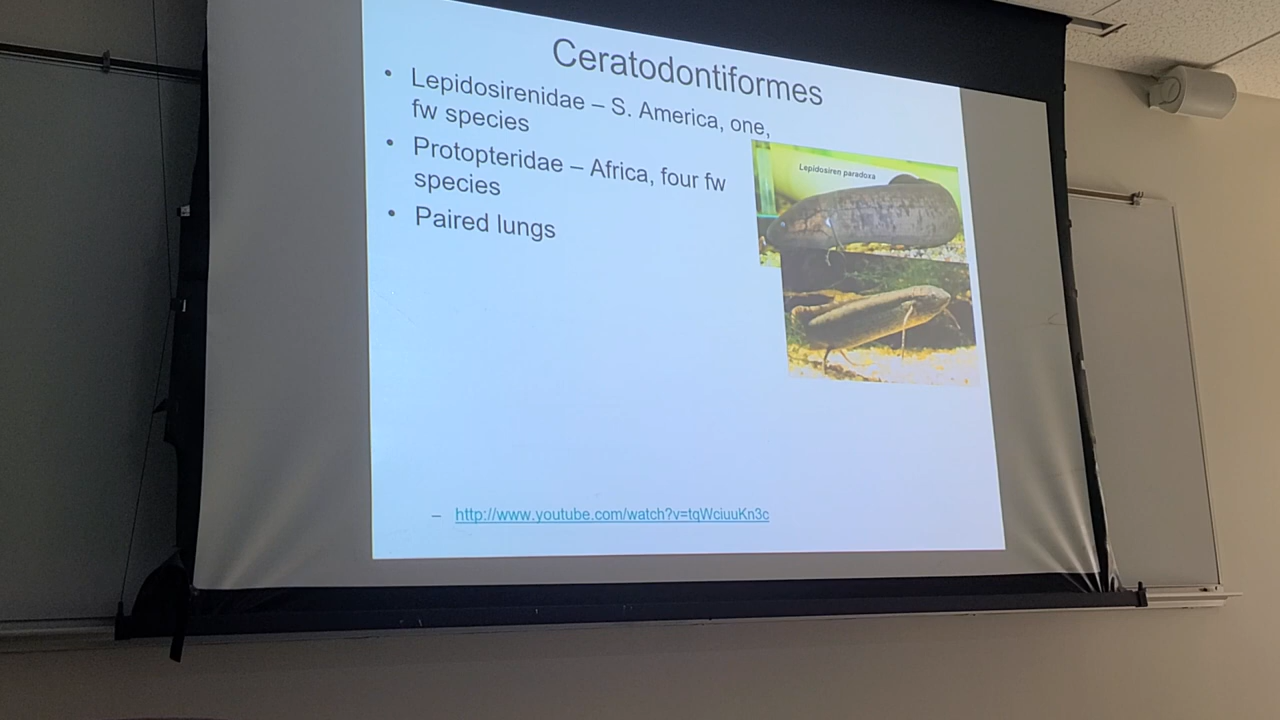 Ceratodontiformes
• Lepidosirenidae – S. America, one,
fw species
• Protopteridae – Africa, four fw
species
• Paired lungs
Lepidosiren paradoxa
– http://www.youtube.com/watch?v=tqWciuuKn3c